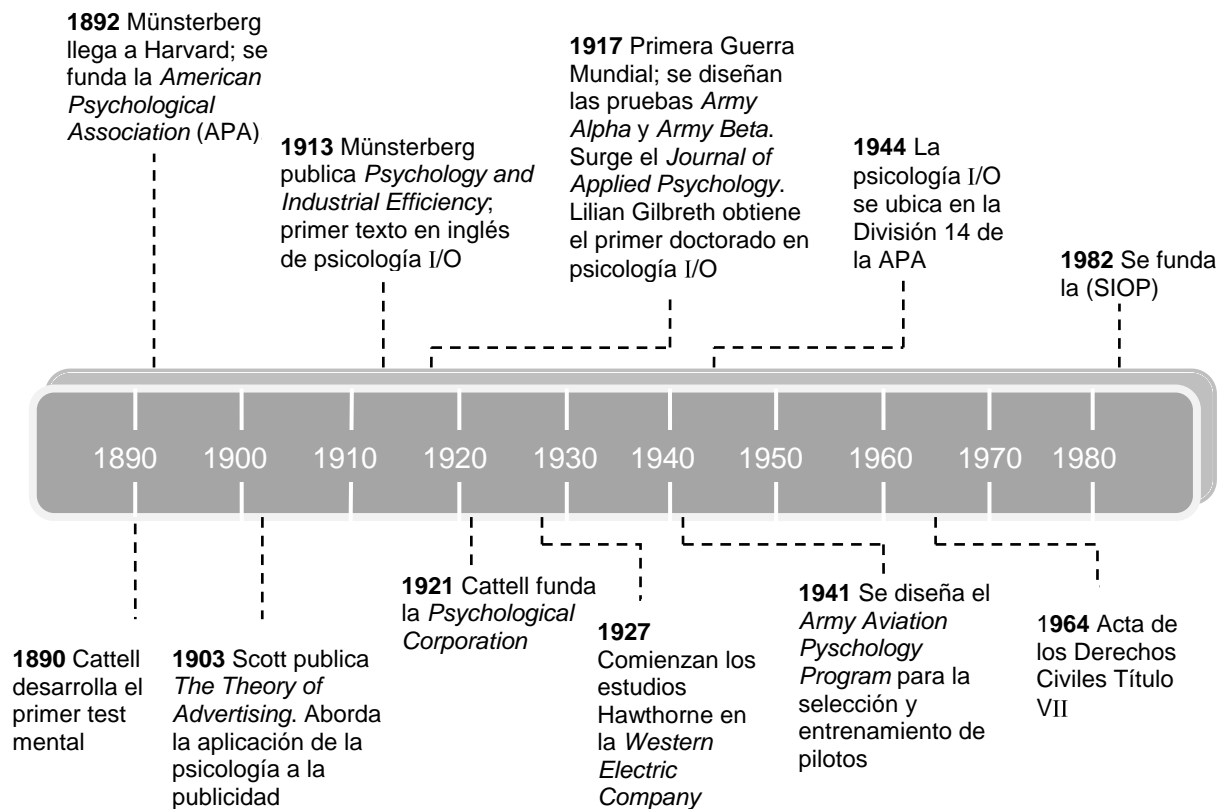 1892 Münsterberg
llega a Harvard; se
funda la American
Psychological
Association (APA)
1913 Münsterberg
publica Psychology and
Industrial Efficiency;
primer texto en inglés
de psicología I/O
1917 Primera Guerra
Mundial; se diseñan
las pruebas Army
Alpha y Army Beta.
Surge el Journal of
Applied Psychology.
Lilian Gilbreth obtiene
el primer doctorado en
psicología I/O
1944 La
psicología I/O
se ubica en la
División 14 de
la APA
1982 Se funda
la (SIOP)
1890 1900 1910 1920 1930 1940 1950 1960 1970 1980
1890 Cattell
desarrolla el
primer test
mental
1903 Scott publica
The Theory of
Advertising. Aborda
la aplicación de la
psicología a la
publicidad
1921 Cattell funda
la Psychological
Corporation
1927
Comienzan los
estudios
Hawthorne en
la Western
Electric
Company
1941 Se diseña el
Army Aviation
Pyschology
Program para la
selección y
entrenamiento de
pilotos
1964 Acta de
los Derechos
Civiles Título
VII